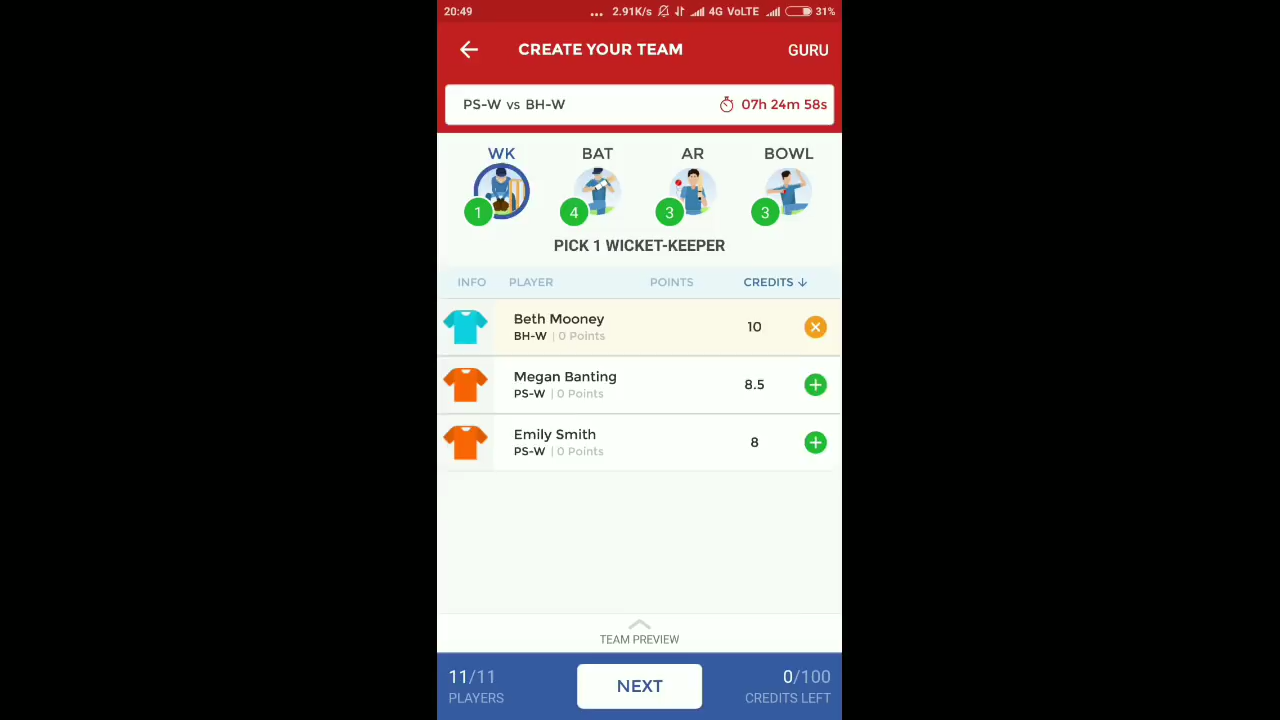 20:49 ... 2.91K/s 4G VoLTE 31%
CREATE YOUR TEAM GURU
PS-W vs BH-W 07h 24m 58s
WK BAT AR BOWL
1 4 3 3
PICK 1 WICKET-KEEPER
INFO PLAYER POINTS CREDITS
Beth Mooney 10
BH-W | 0 Points
Megan Banting 8.5
PS-W | 0 Points
Emily Smith 8
PS-W | 0 Points
TEAM PREVIEW
11/11 NEXT 0/100
PLAYERS CREDITS LEFT